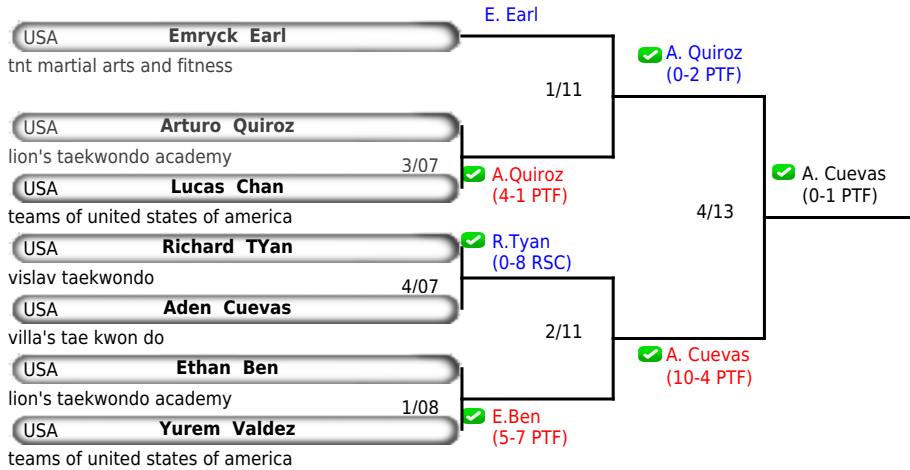 E. Earl
USA Emryck Earl
tnt martial arts and fitness
A. Quiroz
(0-2 PTF)
1/11
USA Arturo Quiroz
lion's taekwondo academy
3/07
USA Lucas Chan
teams of united states of america
A.Quiroz
(4-1 PTF)
A. Cuevas
(0-1 PTF)
4/13
USA Richard TYan
vislav taekwondo
R.Tyan
(0-8 RSC)
4/07
USA Aden Cuevas
villa's tae kwon do
2/11
A. Cuevas
(10-4 PTF)
USA Ethan Ben
lion's taekwondo academy
1/08
USA Yurem Valdez
teams of united states of america
E.Ben
(5-7 PTF)